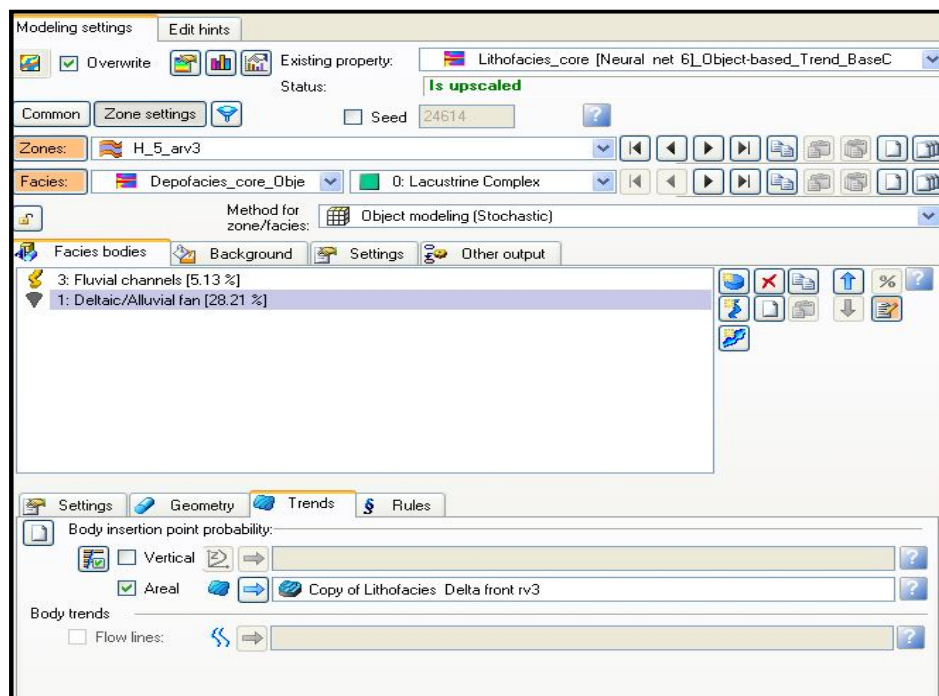 Modeling settings Edit hints
Overwrite Existing property: Lithofacies_core [Neural net 6]_Object-based_Trend_BaseC
Status: Is upscaled
Common Zone settings Seed 24614 ?
Zones: H_5_arv3
Facies: Depofacies_core_Obje 0: Lacustrine Complex
Method for
zone/facies: Object modeling (Stochastic)
Facies bodies Background Settings Other output
3: Fluvial channels [5.13 %] % ?
1: Deltaic/Alluvial fan [28.21 %]
Settings Geometry Trends § Rules
Body insertion point probability:
Vertical ?
Areal Copy of Lithofacies Delta front rv3 ?
Body trends
Flow lines: ?